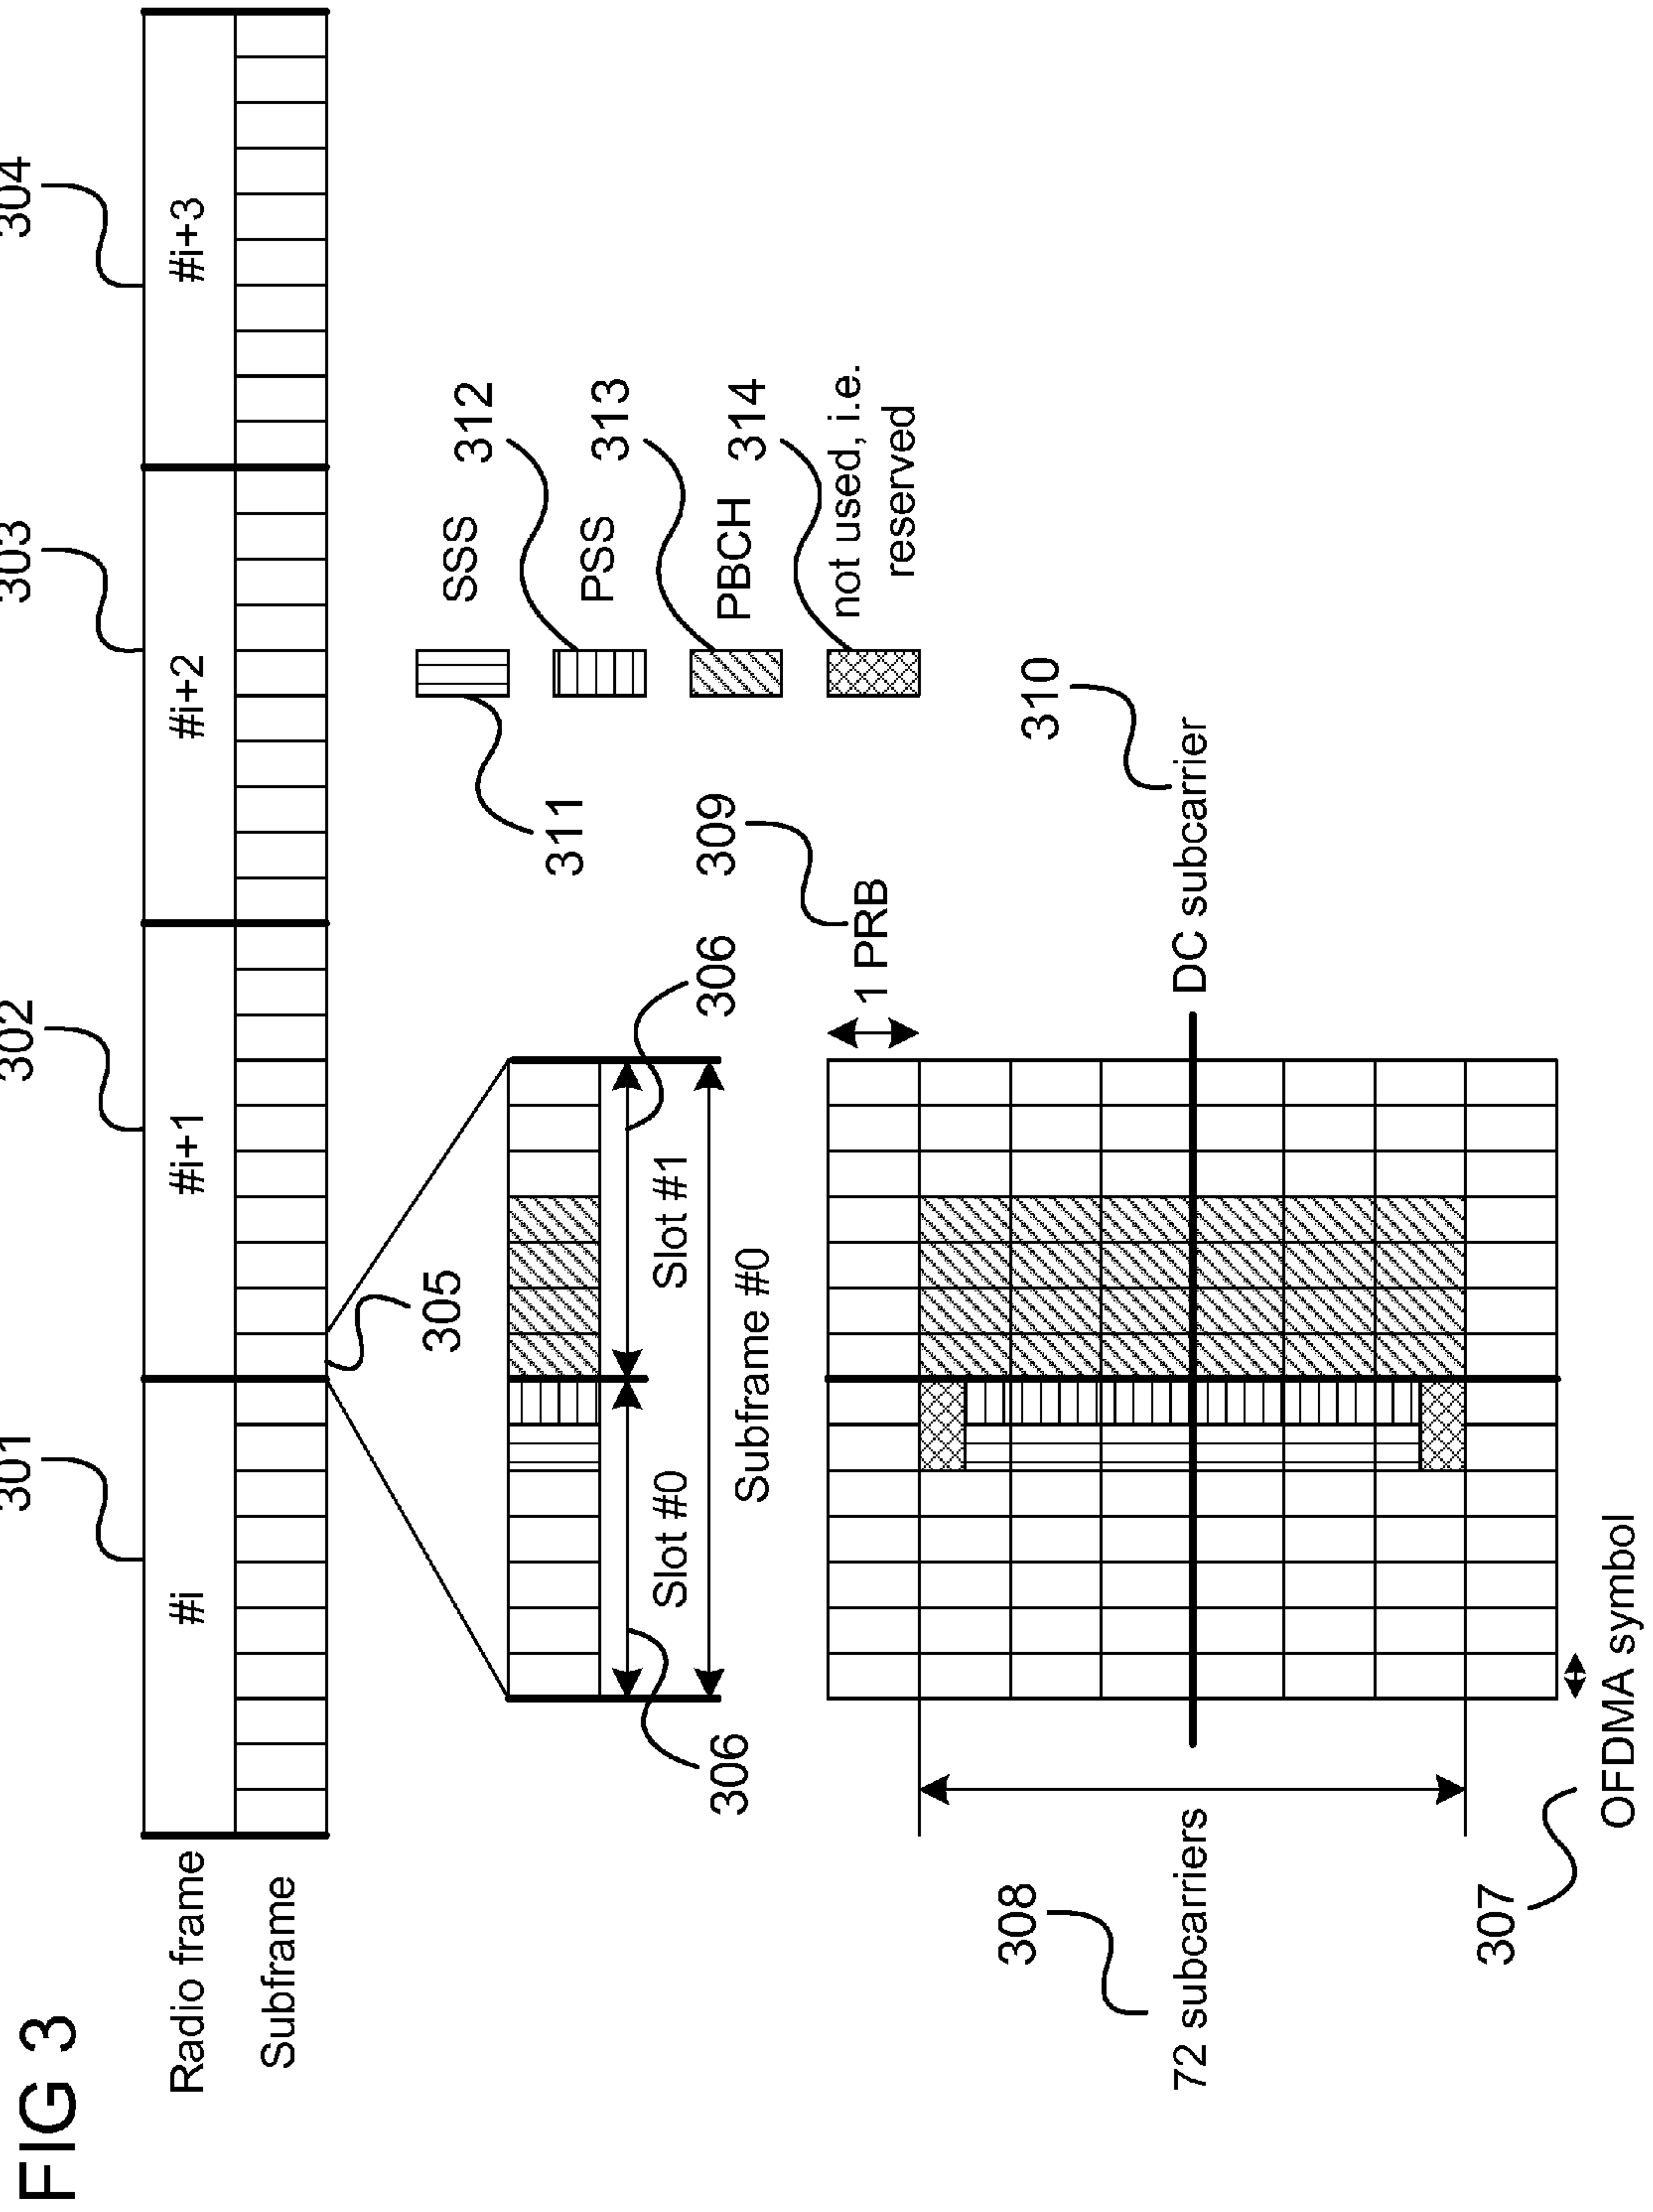 FIG 3
301
302
303
304
Radio frame
#i
#i+1
#i+2
#i+3
Subframe
305
311
SSS
312
PSS
313
PBCH
314
not used, i.e.
reserved
306
Slot #0
Slot #1
306
Subframe #0
309
1 PRB
308
310
72 subcarriers
DC subcarrier
307
OFDMA symbol